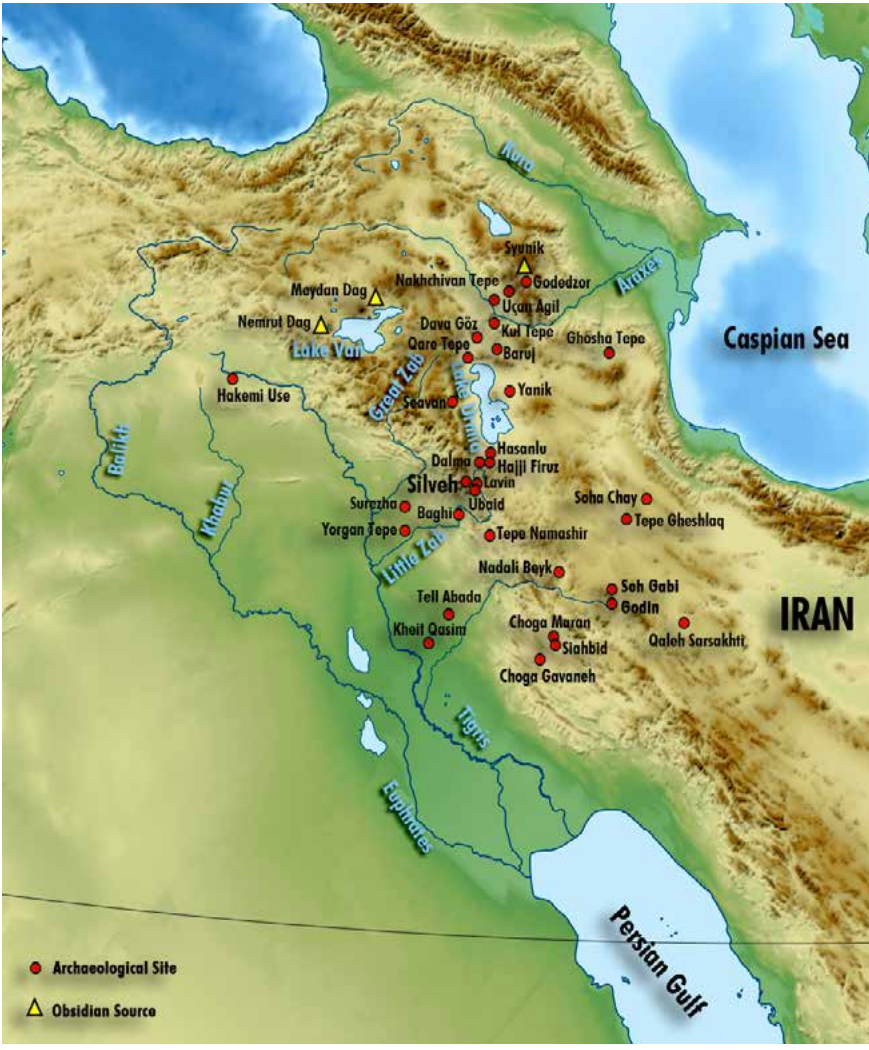 Kura
Syunik
Nakhchivan Tepe
Godedzor
Araxes
Meydan Dag
Uçan Agil
Nemrut Dag
Dava Göz
Kul Tepe
Caspian Sea
Lake Van
Qare Tepe
Baruj
Ghosha Tepe
Great Zab
Lake Urmia
Yanik
Hakemi Use
Seavan
Balikh
Hasanlu
Dalma
Hajji Firuz
Khabur
Silveh
Lavin
Surezha
Ubaid
Soha Chay
Baghi
Tepe Gheshlaq
Yorgan Tepe
Tepe Namashir
Little Zab
Nadali Beyk
Seh Gabi
Tell Abada
Godin
IRAN
Kheit Qasim
Choga Maran
Siahbid
Qaleh Sarsakhti
Choga Gavaneh
Tigris
Euphrates
Persian Gulf
Archaeological Site
Obsidian Source